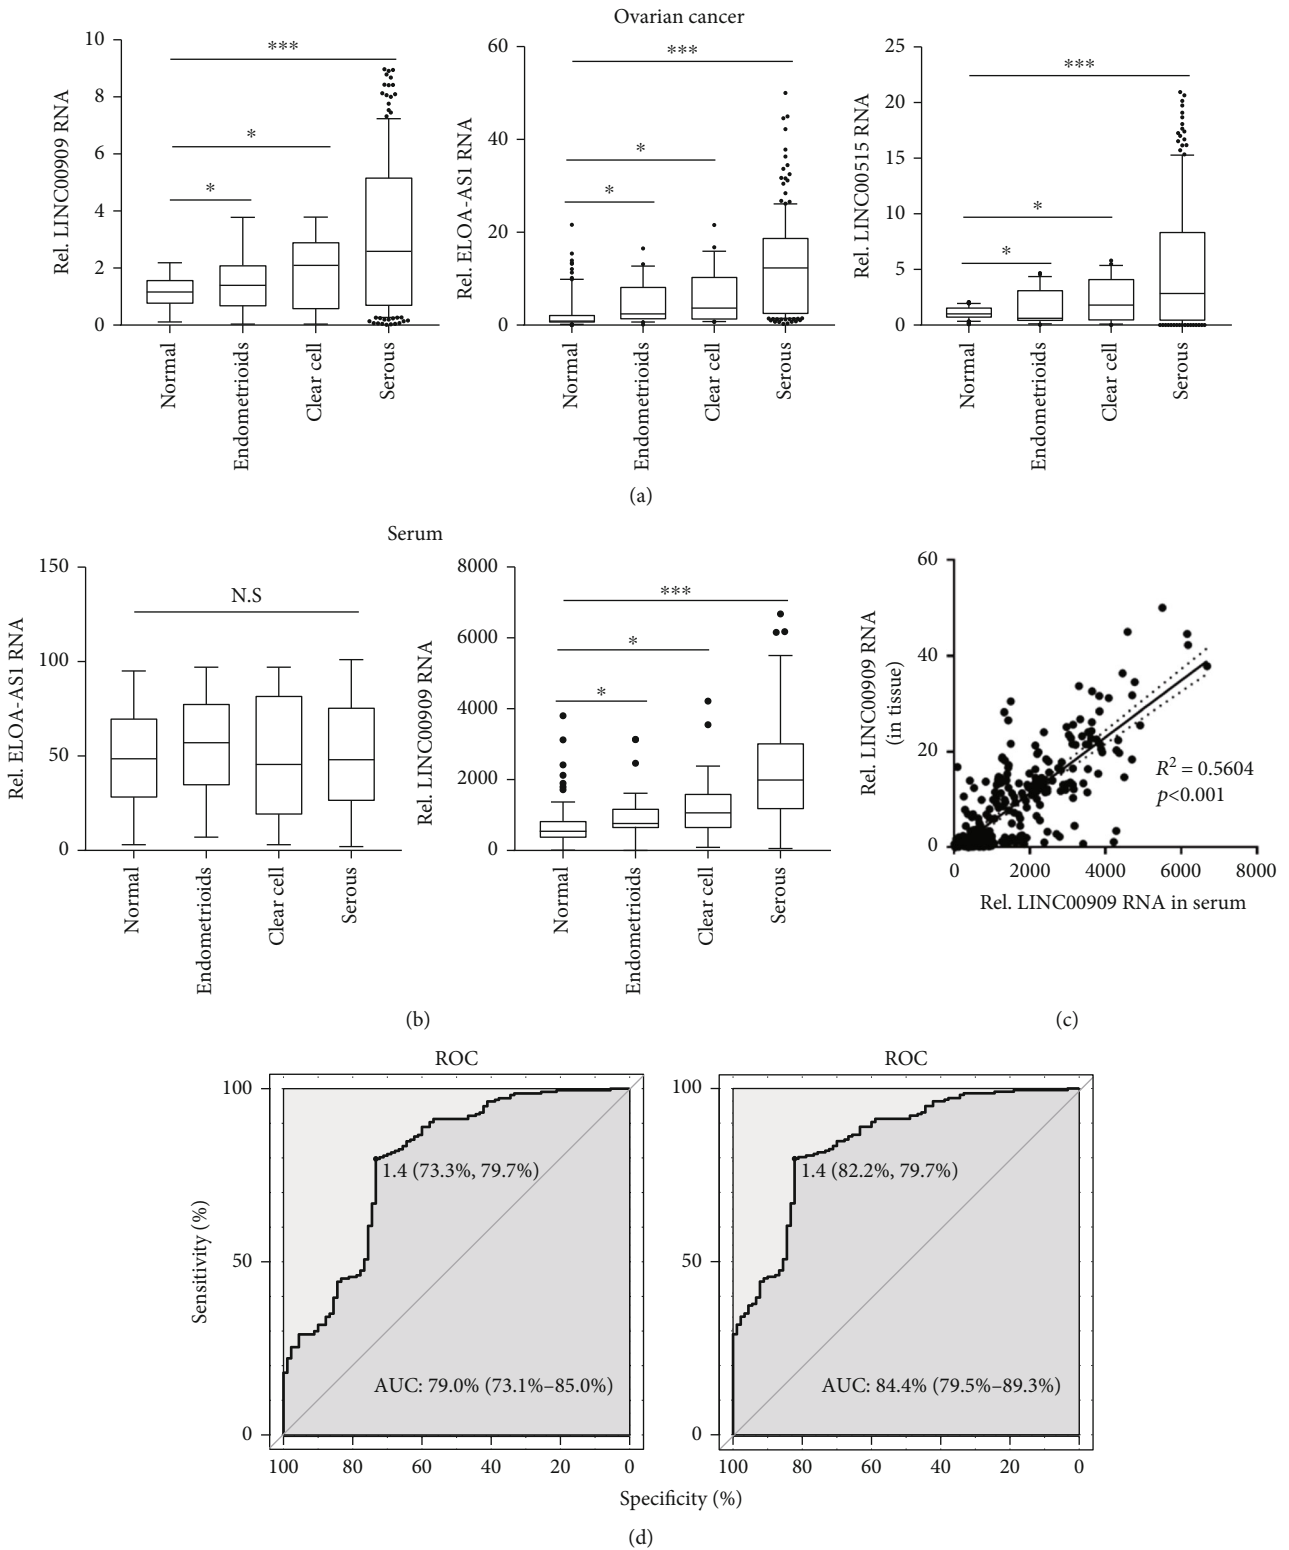 Ovarian cancer
Rel. LINC00909 RNA
10
8
6
4
2
0
***
*
*
Normal
Endometrioids
Clear cell
Serous
Rel. ELOA-AS1 RNA
60
40
20
0
***
*
*
Normal
Endometrioids
Clear cell
Serous
Rel. LINC00515 RNA
25
20
15
10
5
0
***
*
*
Normal
Endometrioids
Clear cell
Serous
(a)
Serum
Rel. ELOA-AS1 RNA
150
100
50
0
N.S
Normal
Endometrioids
Clear cell
Serous
Rel. LINC00909 RNA
8000
6000
4000
2000
0
***
*
*
Normal
Endometrioids
Clear cell
Serous
(b)
Rel. LINC00909 RNA
(in tissue)
60
40
20
0
R² = 0.5604
p<0.001
0 2000 4000 6000 8000
Rel. LINC00909 RNA in serum
(c)
ROC
Sensitivity (%)
100
50
0
1.4 (73.3%, 79.7%)
AUC: 79.0% (73.1%–85.0%)
100 80 60 40 20 0
ROC
100
50
0
1.4 (82.2%, 79.7%)
AUC: 84.4% (79.5%–89.3%)
100 80 60 40 20 0
Specificity (%)
(d)